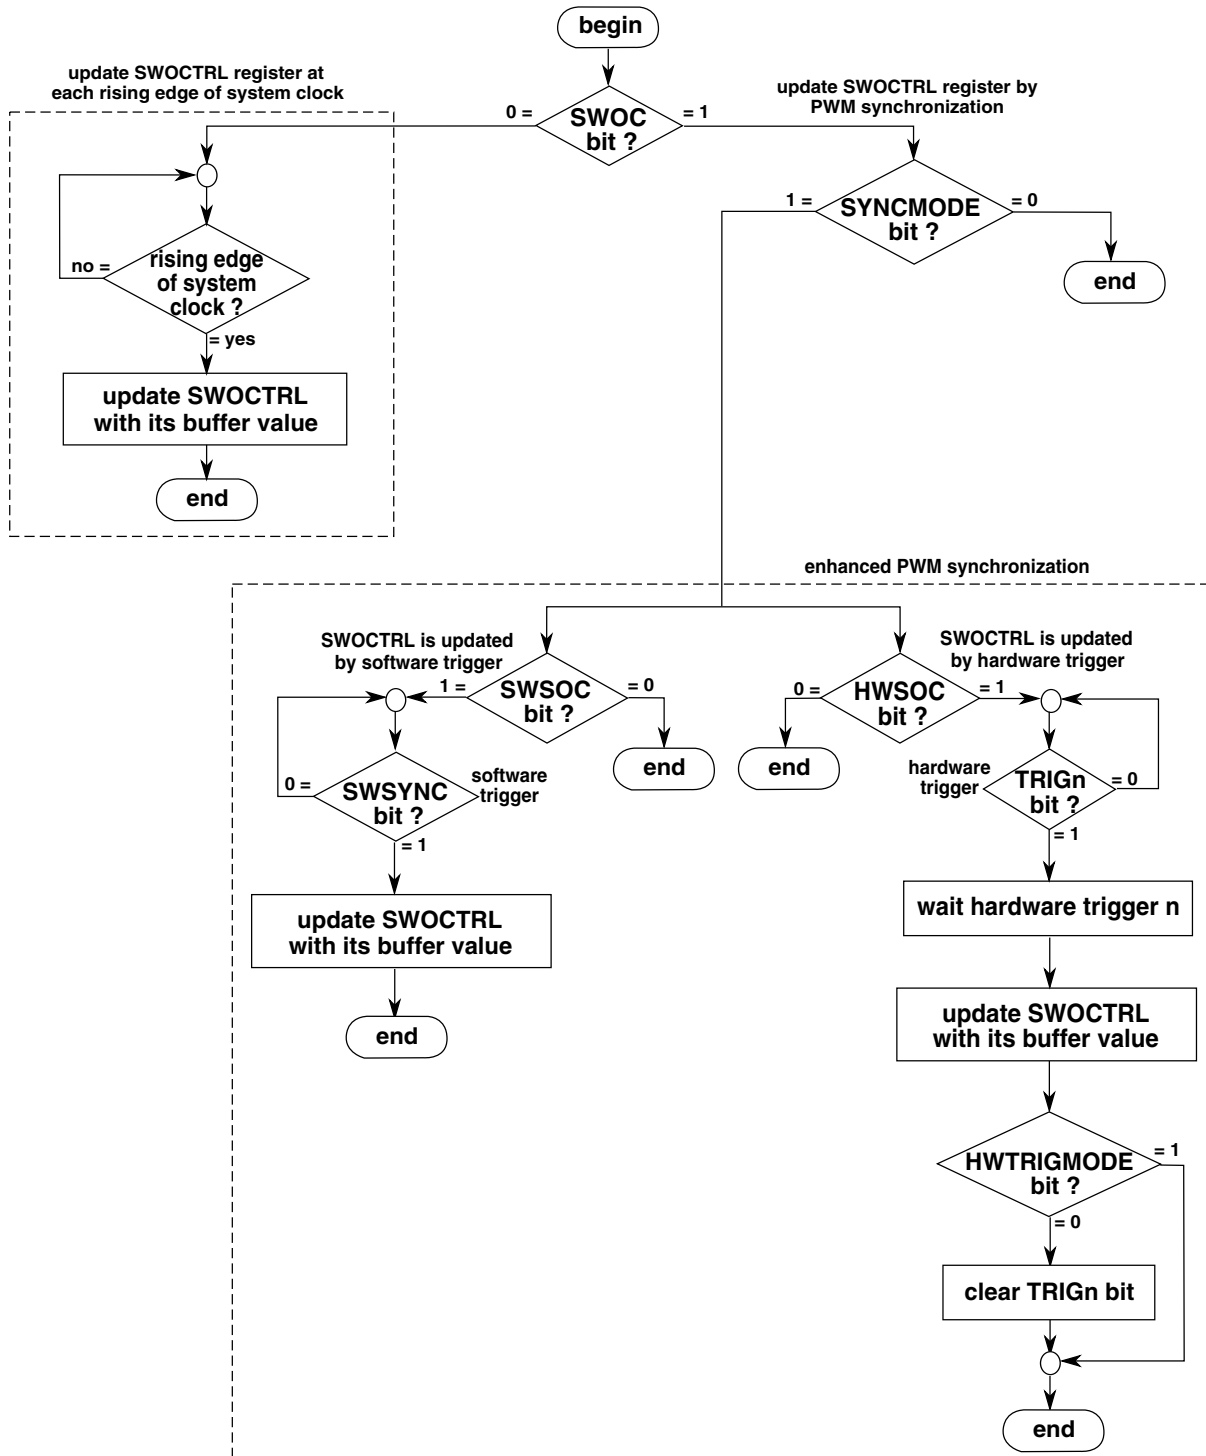 begin
update SWOCTRL register at
each rising edge of system clock
update SWOCTRL register by
PWM synchronization
0 =
SWOC
bit ?
= 1
1 =
SYNCMODE
bit ?
= 0
end
no =
rising edge
of system
clock ?
= yes
update SWOCTRL
with its buffer value
end
enhanced PWM synchronization
SWOCTRL is updated
by software trigger
1 =
SWSOC
bit ?
= 0
end
0 =
SWSYNC
bit ?
software
trigger
= 1
update SWOCTRL
with its buffer value
end
SWOCTRL is updated
by hardware trigger
0 =
HWSOC
bit ?
= 1
end
hardware
trigger
TRIGn
bit ?
= 0
= 1
wait hardware trigger n
update SWOCTRL
with its buffer value
HWTRIGMODE
bit ?
= 1
= 0
clear TRIGn bit
end